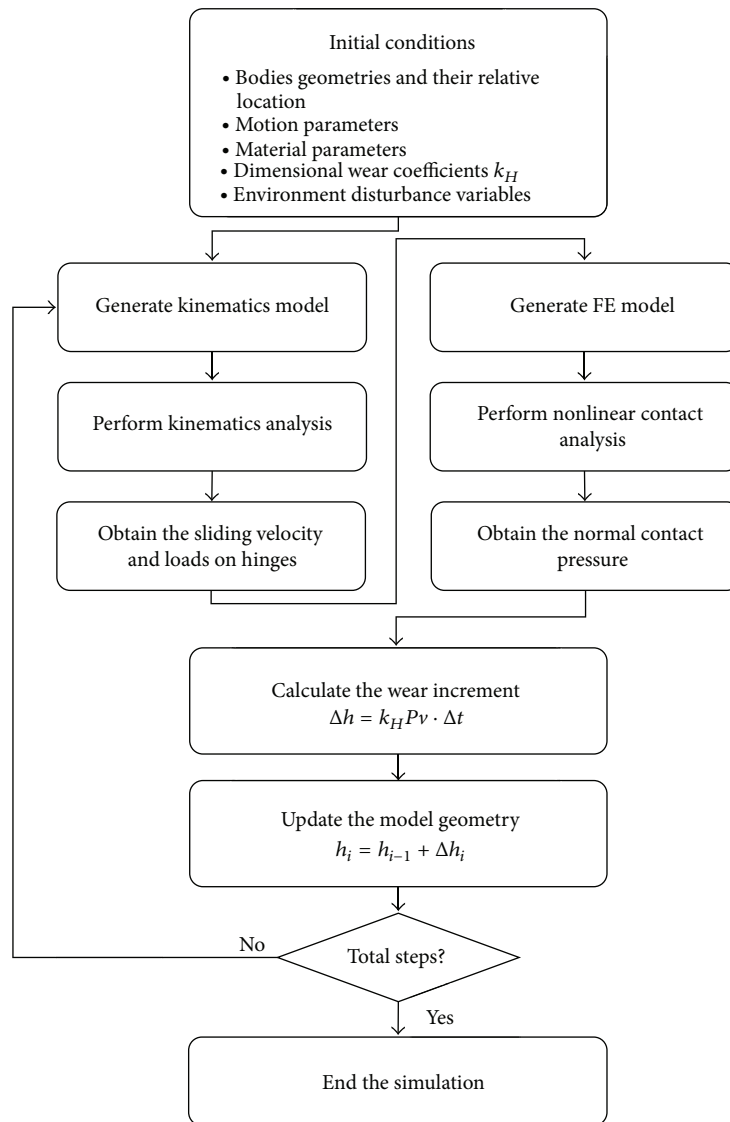 Initial conditions
• Bodies geometries and their relative
location
• Motion parameters
• Material parameters
• Dimensional wear coefficients k_H
• Environment disturbance variables
Generate kinematics model
Generate FE model
Perform kinematics analysis
Perform nonlinear contact
analysis
Obtain the sliding velocity
and loads on hinges
Obtain the normal contact
pressure
Calculate the wear increment
Δh = k_H Pv · Δt
Update the model geometry
h_i = h_{i−1} + Δh_i
No
Total steps?
Yes
End the simulation